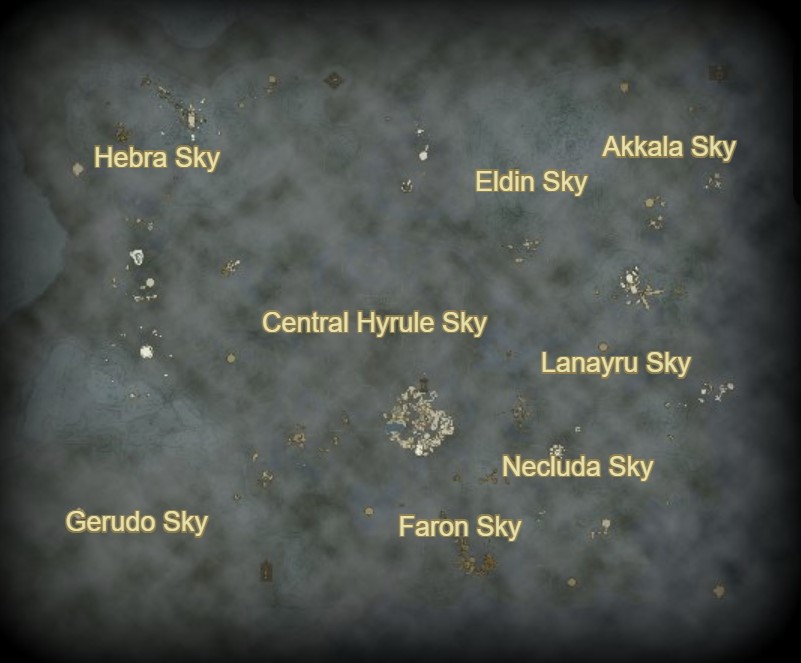 Akkala Sky
Hebra Sky
Eldin Sky
Central Hyrule Sky
Lanayru Sky
Necluda Sky
Gerudo Sky
Faron Sky